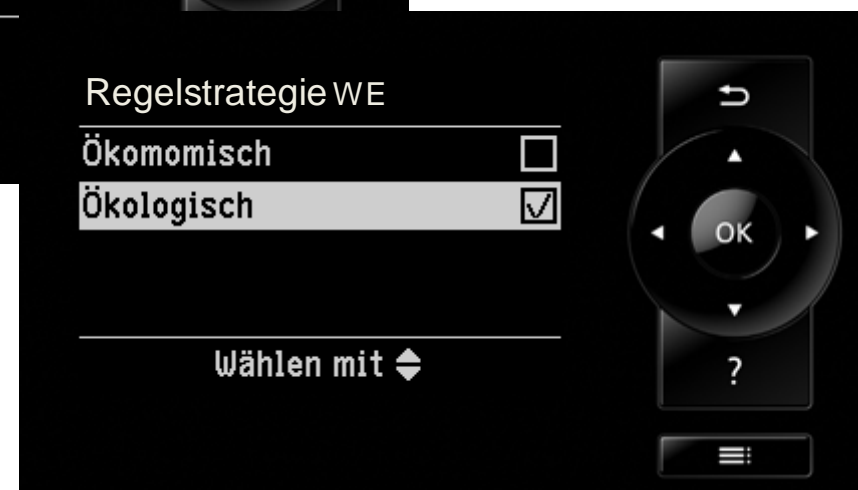 Regelstrategie WE
Ökomomisch
Ökologisch
Wählen mit
OK
?